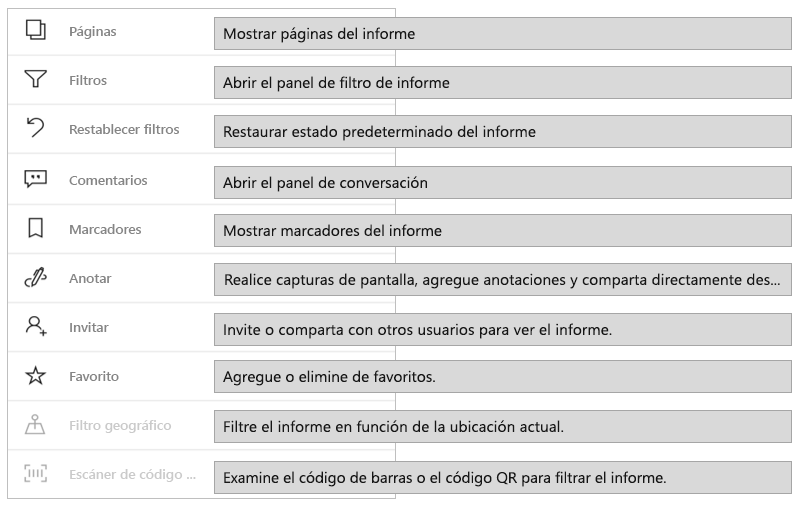 Páginas
Mostrar páginas del informe
Filtros
Abrir el panel de filtro de informe
Restablecer filtros
Restaurar estado predeterminado del informe
Comentarios
Abrir el panel de conversación
Marcadores
Mostrar marcadores del informe
Anotar
Realice capturas de pantalla, agregue anotaciones y comparta directamente des...
Invitar
Invite o comparta con otros usuarios para ver el informe.
Favorito
Agregue o elimine de favoritos.
Filtro geográfico
Filtre el informe en función de la ubicación actual.
Escáner de código ...
Examine el código de barras o el código QR para filtrar el informe.